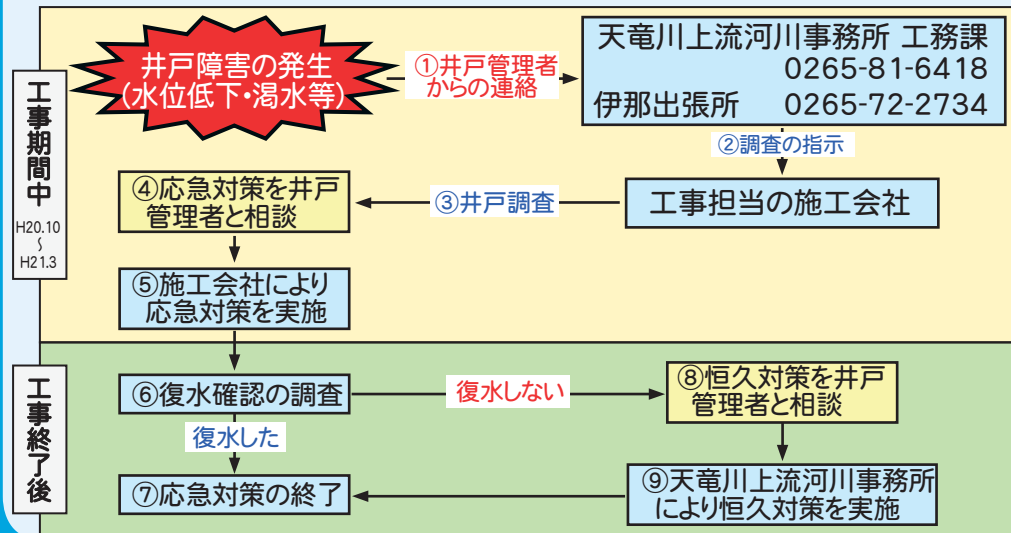 工事期間中
H20.10
～
H21.3
井戸障害の発生
(水位低下・渇水等)
①井戸管理者
からの連絡
天竜川上流河川事務所 工務課
0265-81-6418
伊那出張所 0265-72-2734
②調査の指示
工事担当の施工会社
③井戸調査
④応急対策を井戸
管理者と相談
⑤施工会社により
応急対策を実施
工事終了後
⑥復水確認の調査
復水しない
⑧恒久対策を井戸
管理者と相談
復水した
⑦応急対策の終了
⑨天竜川上流河川事務所
により恒久対策を実施